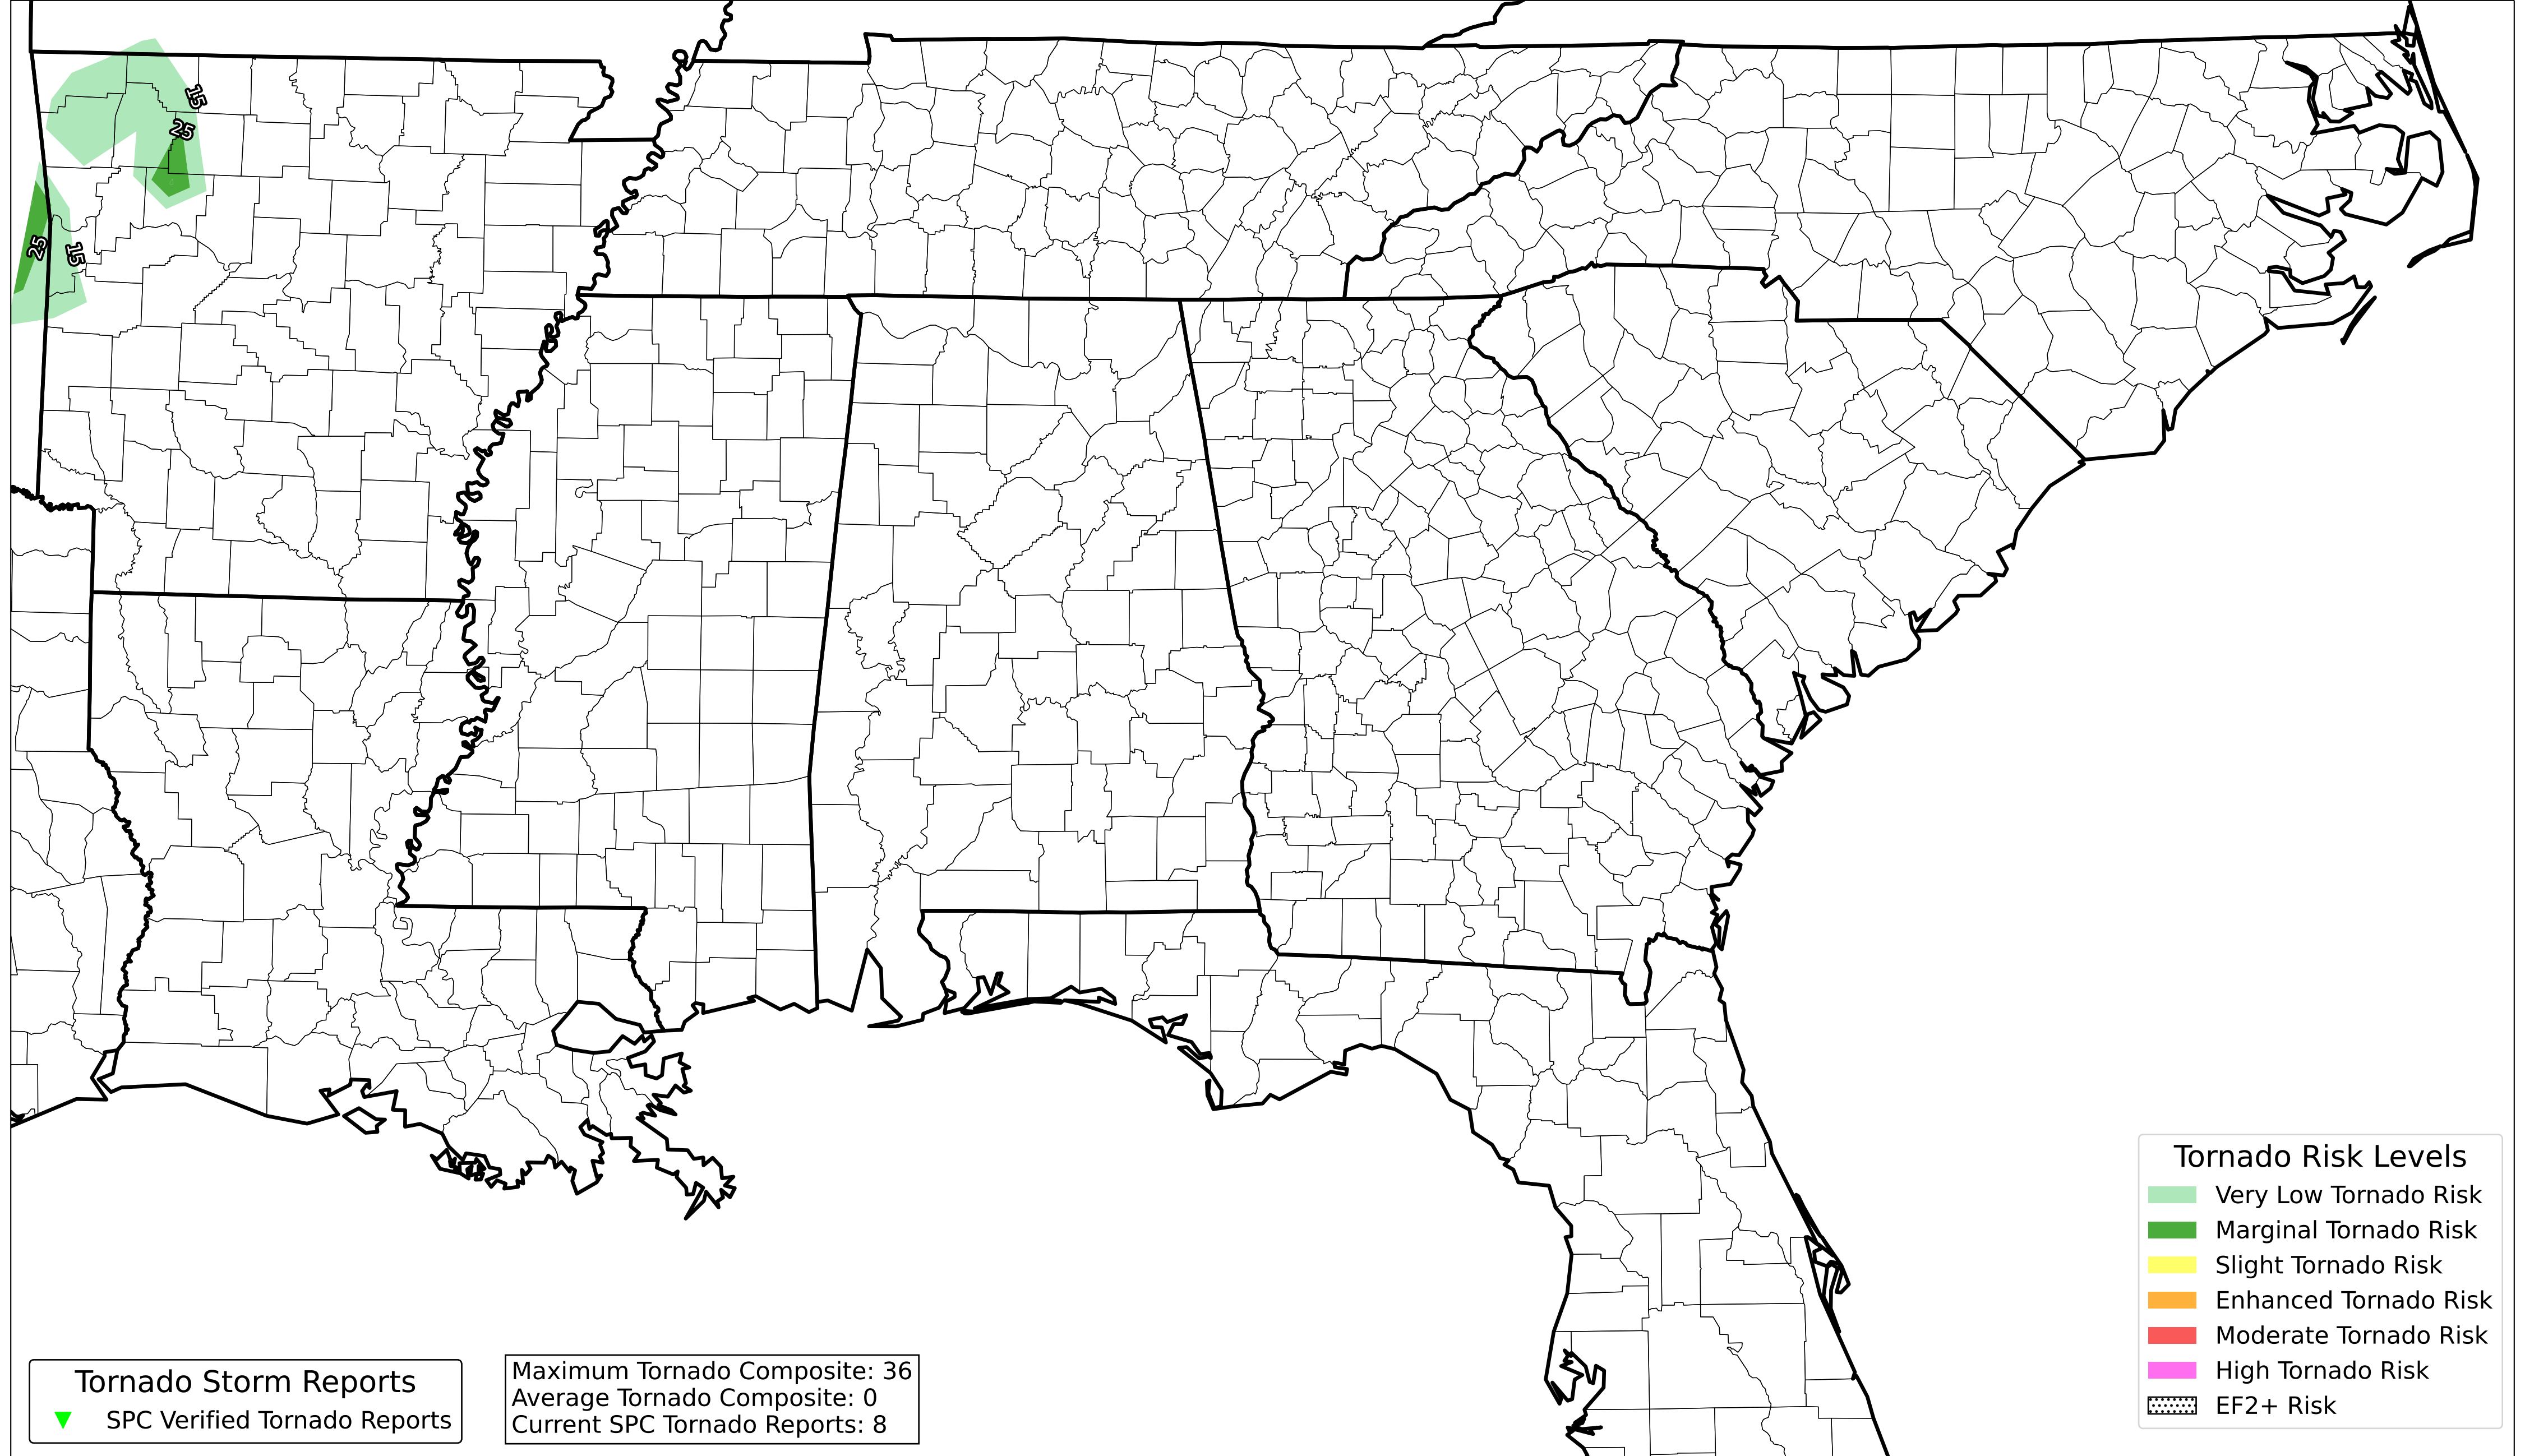 15
25
25
15
Tornado Risk Levels
Very Low Tornado Risk
Marginal Tornado Risk
Slight Tornado Risk
Enhanced Tornado Risk
Moderate Tornado Risk
High Tornado Risk
EF2+ Risk
Tornado Storm Reports
SPC Verified Tornado Reports
Maximum Tornado Composite: 36
Average Tornado Composite: 0
Current SPC Tornado Reports: 8